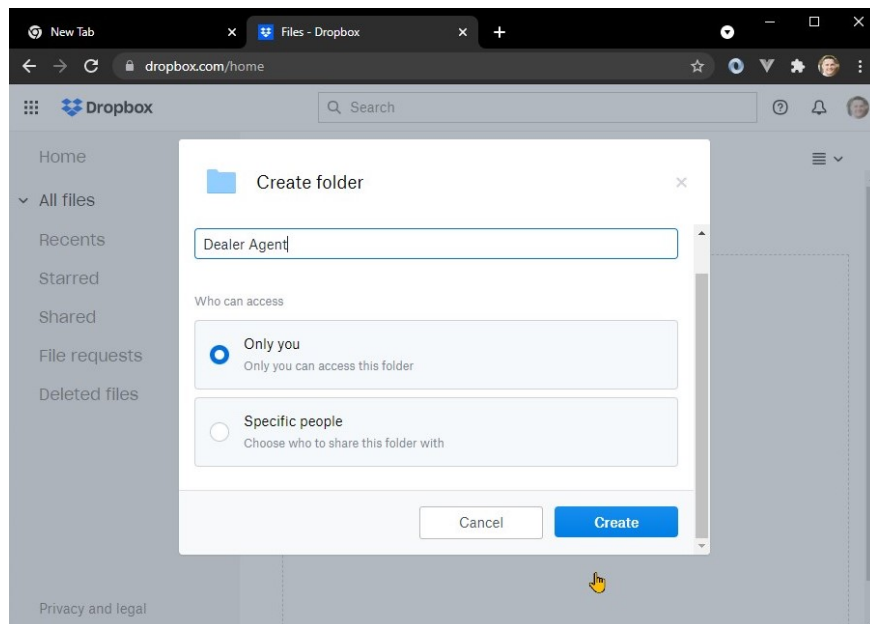 New Tab
Files - Dropbox
dropbox.com/home
Dropbox
Search
Home
All files
Recents
Starred
Shared
File requests
Deleted files
Privacy and legal
Create folder
Dealer Agent
Who can access
Only you
Only you can access this folder
Specific people
Choose who to share this folder with
Cancel
Create